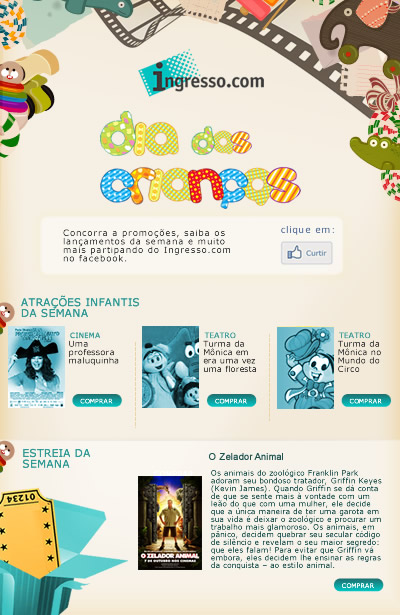 ingresso.com
dia das
crianças
Concorra a promoções, saiba os
lançamentos da semana e muito
mais partipando do Ingresso.com
no facebook.
clique em:
Curtir
ATRAÇÕES INFANTIS
DA SEMANA
CINEMA
Uma
professora
maluquinha
COMPRAR
TEATRO
Turma da
Mônica em
era uma vez
uma floresta
COMPRAR
TEATRO
Turma da
Mônica no
Mundo do
Circo
COMPRAR
ESTREIA DA
SEMANA
01234
O ZELADOR ANIMAL
7 DE OUTUBRO NOS CINEMAS
O Zelador Animal
Os animais do zoológico Franklin Park
adoram seu bondoso tratador, Griffin Keyes
(Kevin James). Quando Griffin se dá conta
de que se sente mais à vontade com um
leão do que com uma mulher, ele decide
que a única maneira de ter uma garota em
sua vida é deixar o zoológico e procurar um
trabalho mais glamoroso. Os animais, em
pânico, decidem quebrar seu secular código
de silêncio e revelam o seu maior segredo:
que eles falam! Para evitar que Griffin vá
embora, eles decidem lhe ensinar as regras
da conquista – ao estilo animal.
COMPRAR